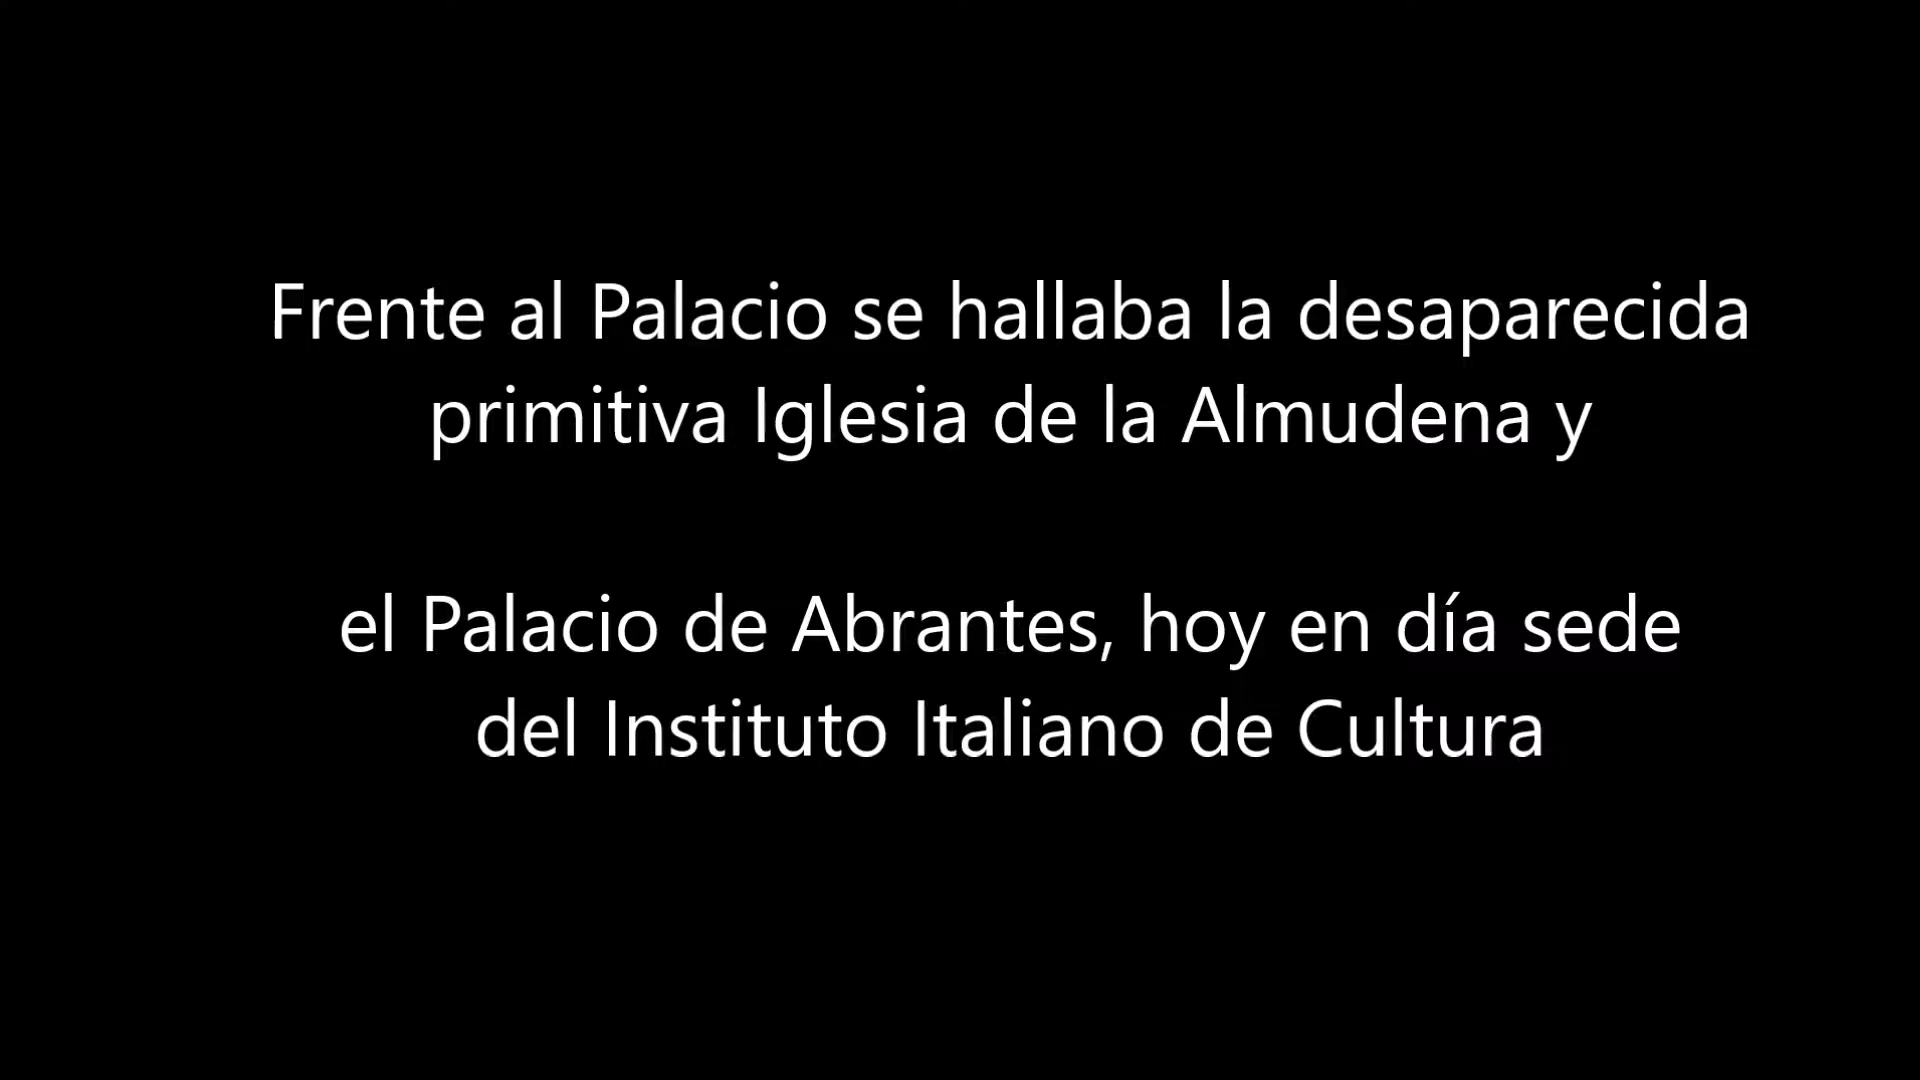 Frente al Palacio se hallaba la desaparecida
primitiva Iglesia de la Almudena y
el Palacio de Abrantes, hoy en día sede
del Instituto Italiano de Cultura